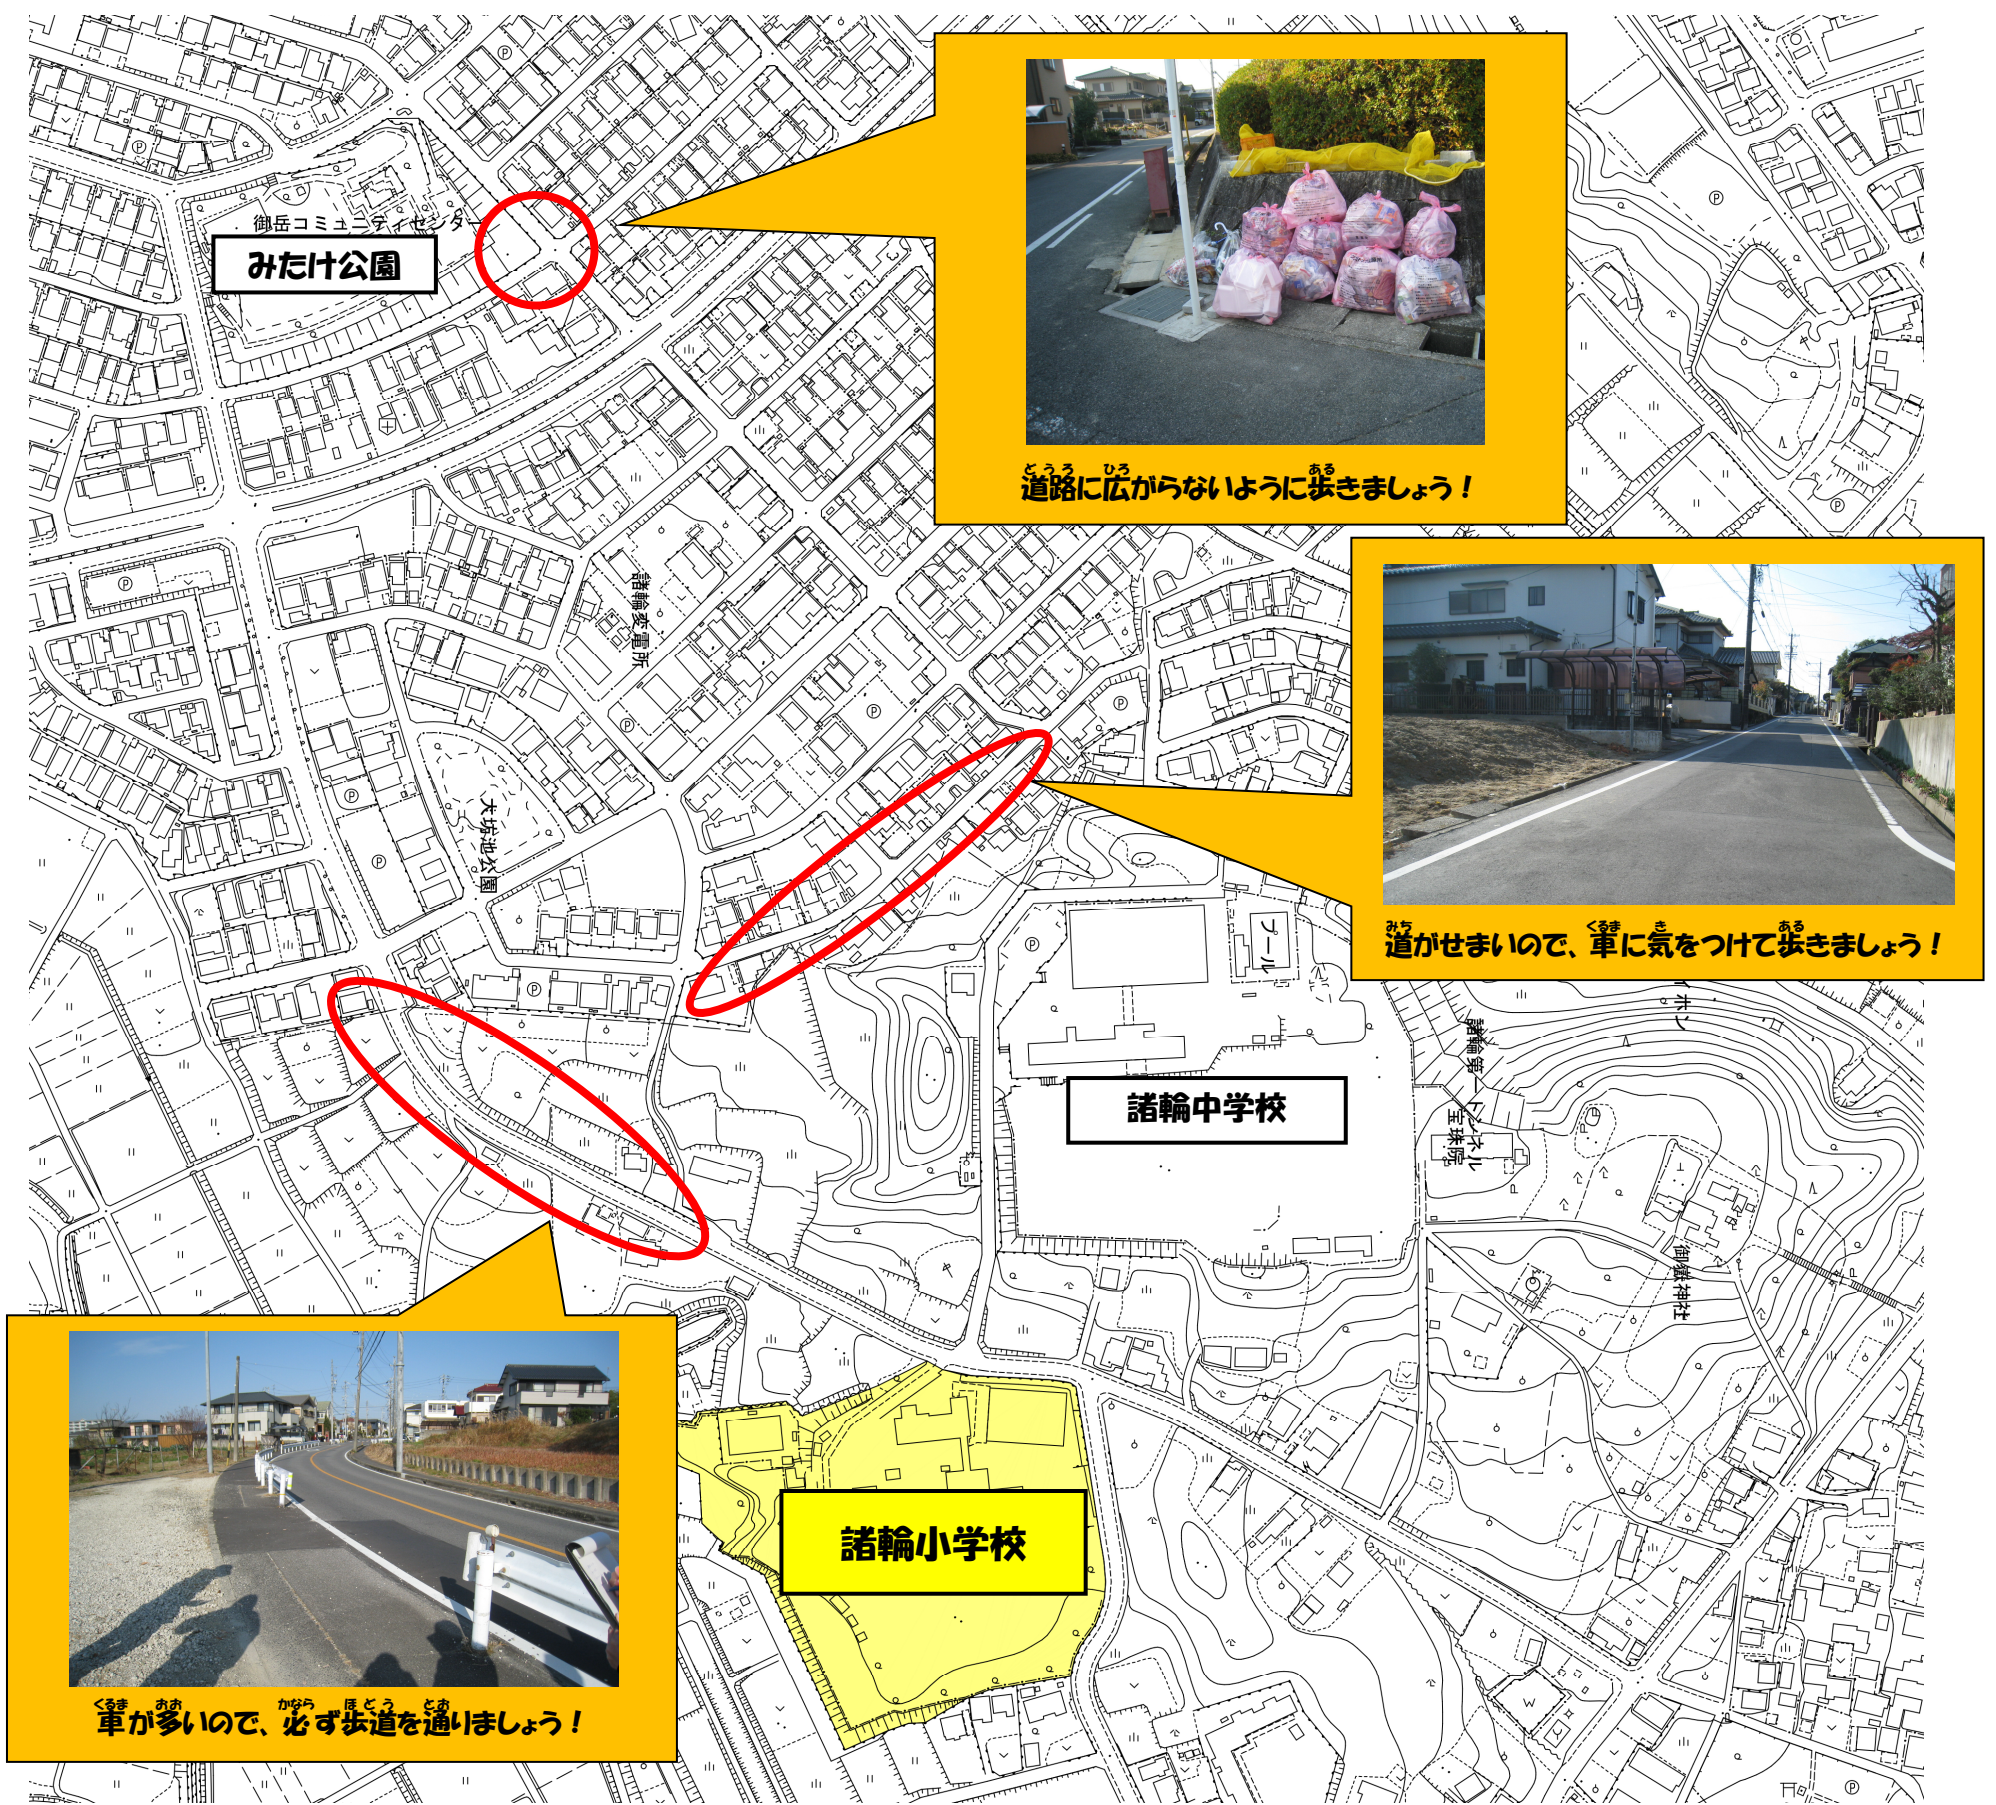 御岳コミュニティセンター
みたけ公園
どうろ ひろ ある
道路に広がらないように歩きましょう！
諸輪変電所
大坊池公園
みち くるま き ある
道がせまいので、車に気をつけて歩きましょう！
プール
諸輪中学校
諸輪第一トンネル
宝珠院
御嶽神社
諸輪小学校
くるま おお かなら ほどう とお
車が多いので、必ず歩道を通りましょう！